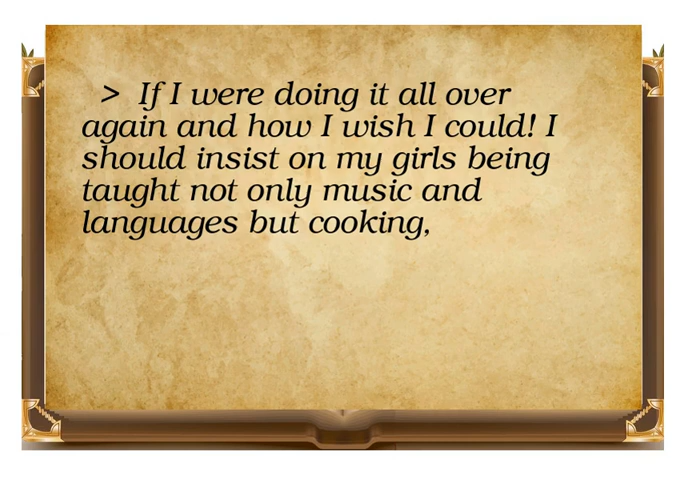 > If I were doing it all over
again and how I wish I could! I
should insist on my girls being
taught not only music and
languages but cooking,